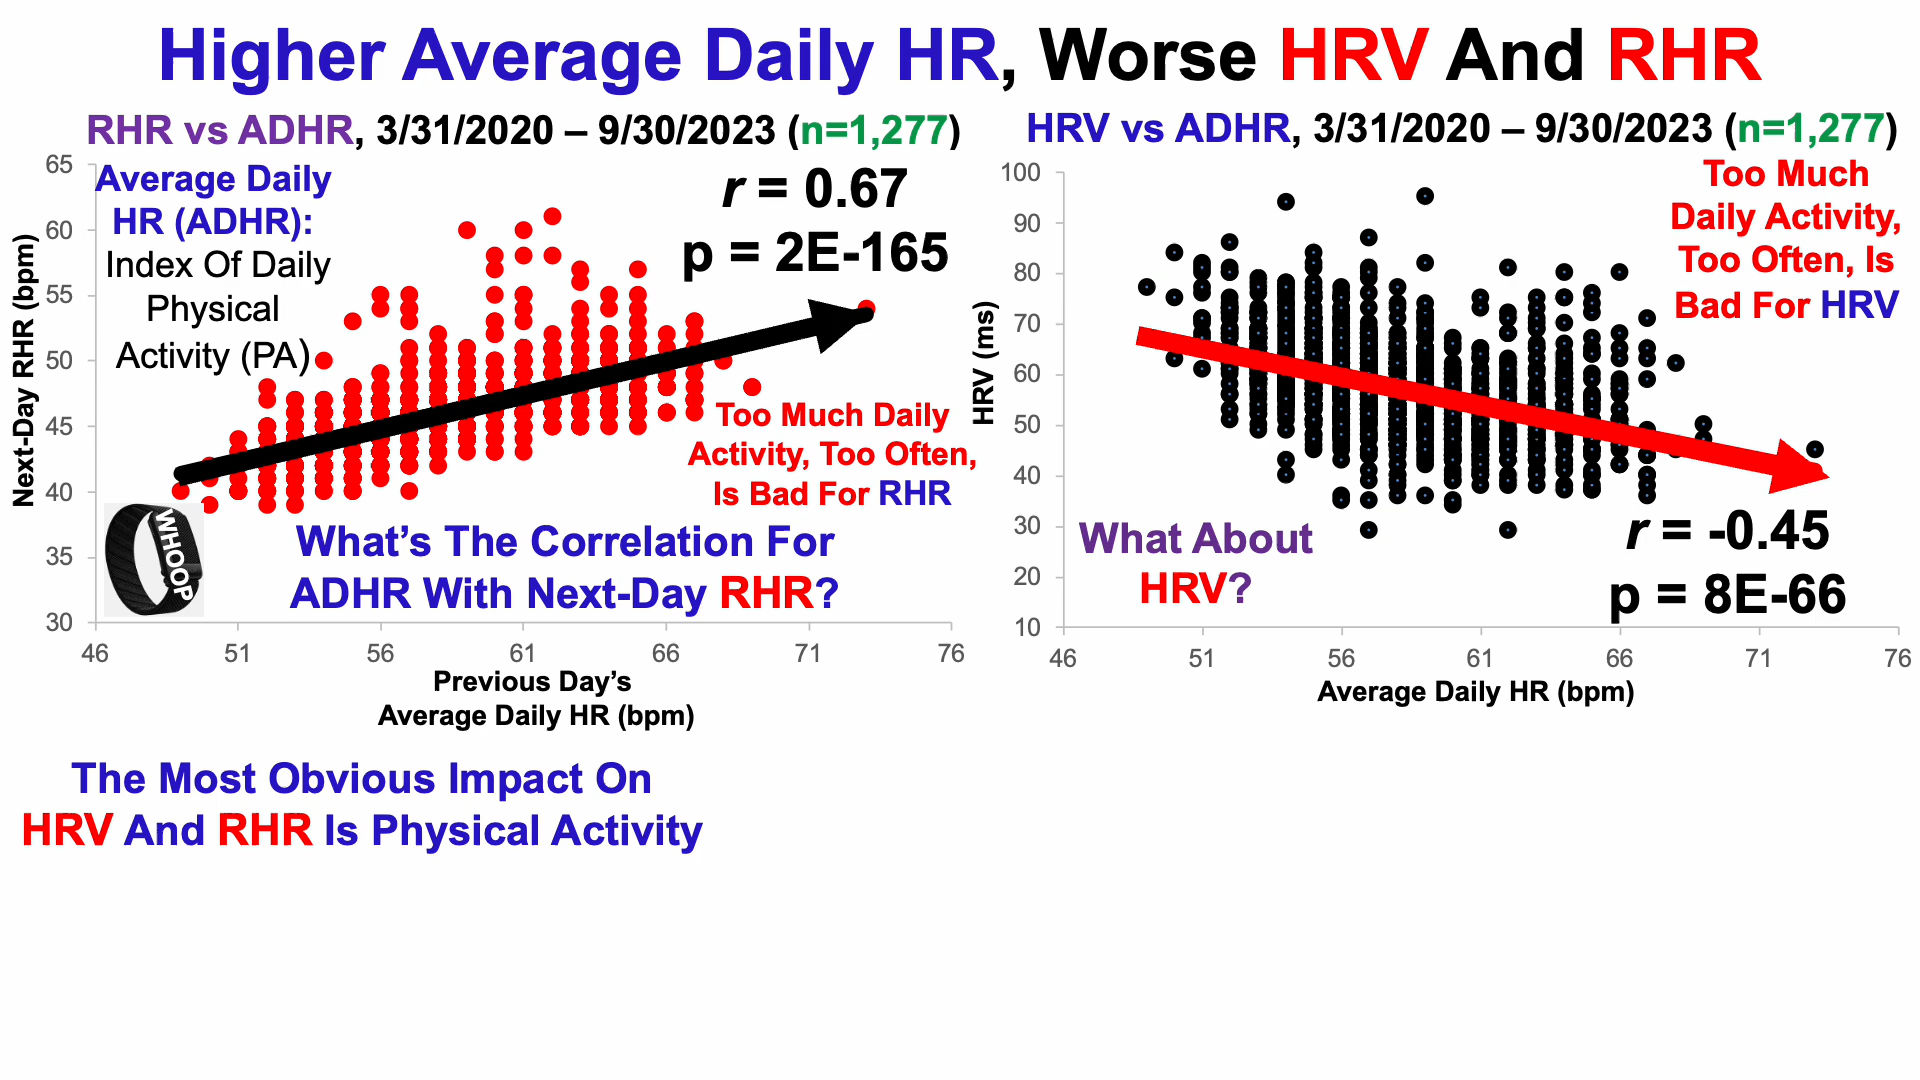 Higher Average Daily HR, Worse HRV And RHR
RHR vs ADHR, 3/31/2020 – 9/30/2023 (n=1,277)
65
60
55
50
45
40
35
30
Next-Day RHR (bpm)
Average Daily
HR (ADHR):
Index Of Daily
Physical
Activity (PA)
r = 0.67
p = 2E-165
Too Much Daily
Activity, Too Often,
Is Bad For RHR
WHOOP
What’s The Correlation For
ADHR With Next-Day RHR?
46 51 56 61 66 71 76
Previous Day’s
Average Daily HR (bpm)
HRV vs ADHR, 3/31/2020 – 9/30/2023 (n=1,277)
100
90
80
70
60
50
40
30
20
10
HRV (ms)
Too Much
Daily Activity,
Too Often, Is
Bad For HRV
What About
HRV?
r = -0.45
p = 8E-66
46 51 56 61 66 71 76
Average Daily HR (bpm)
The Most Obvious Impact On
HRV And RHR Is Physical Activity